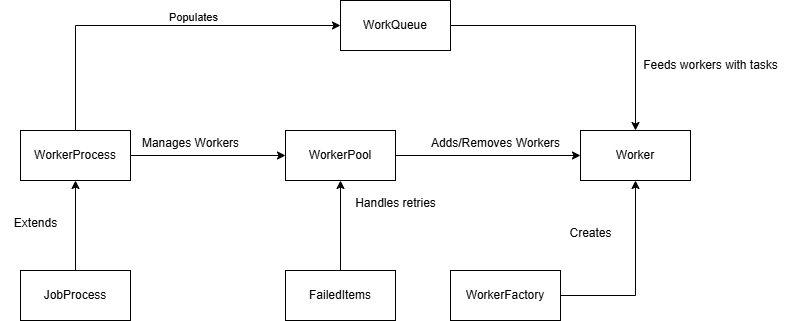 Populates
WorkQueue
Feeds workers with tasks
WorkerProcess
Manages Workers
WorkerPool
Adds/Removes Workers
Worker
Extends
Handles retries
Creates
JobProcess
FailedItems
WorkerFactory